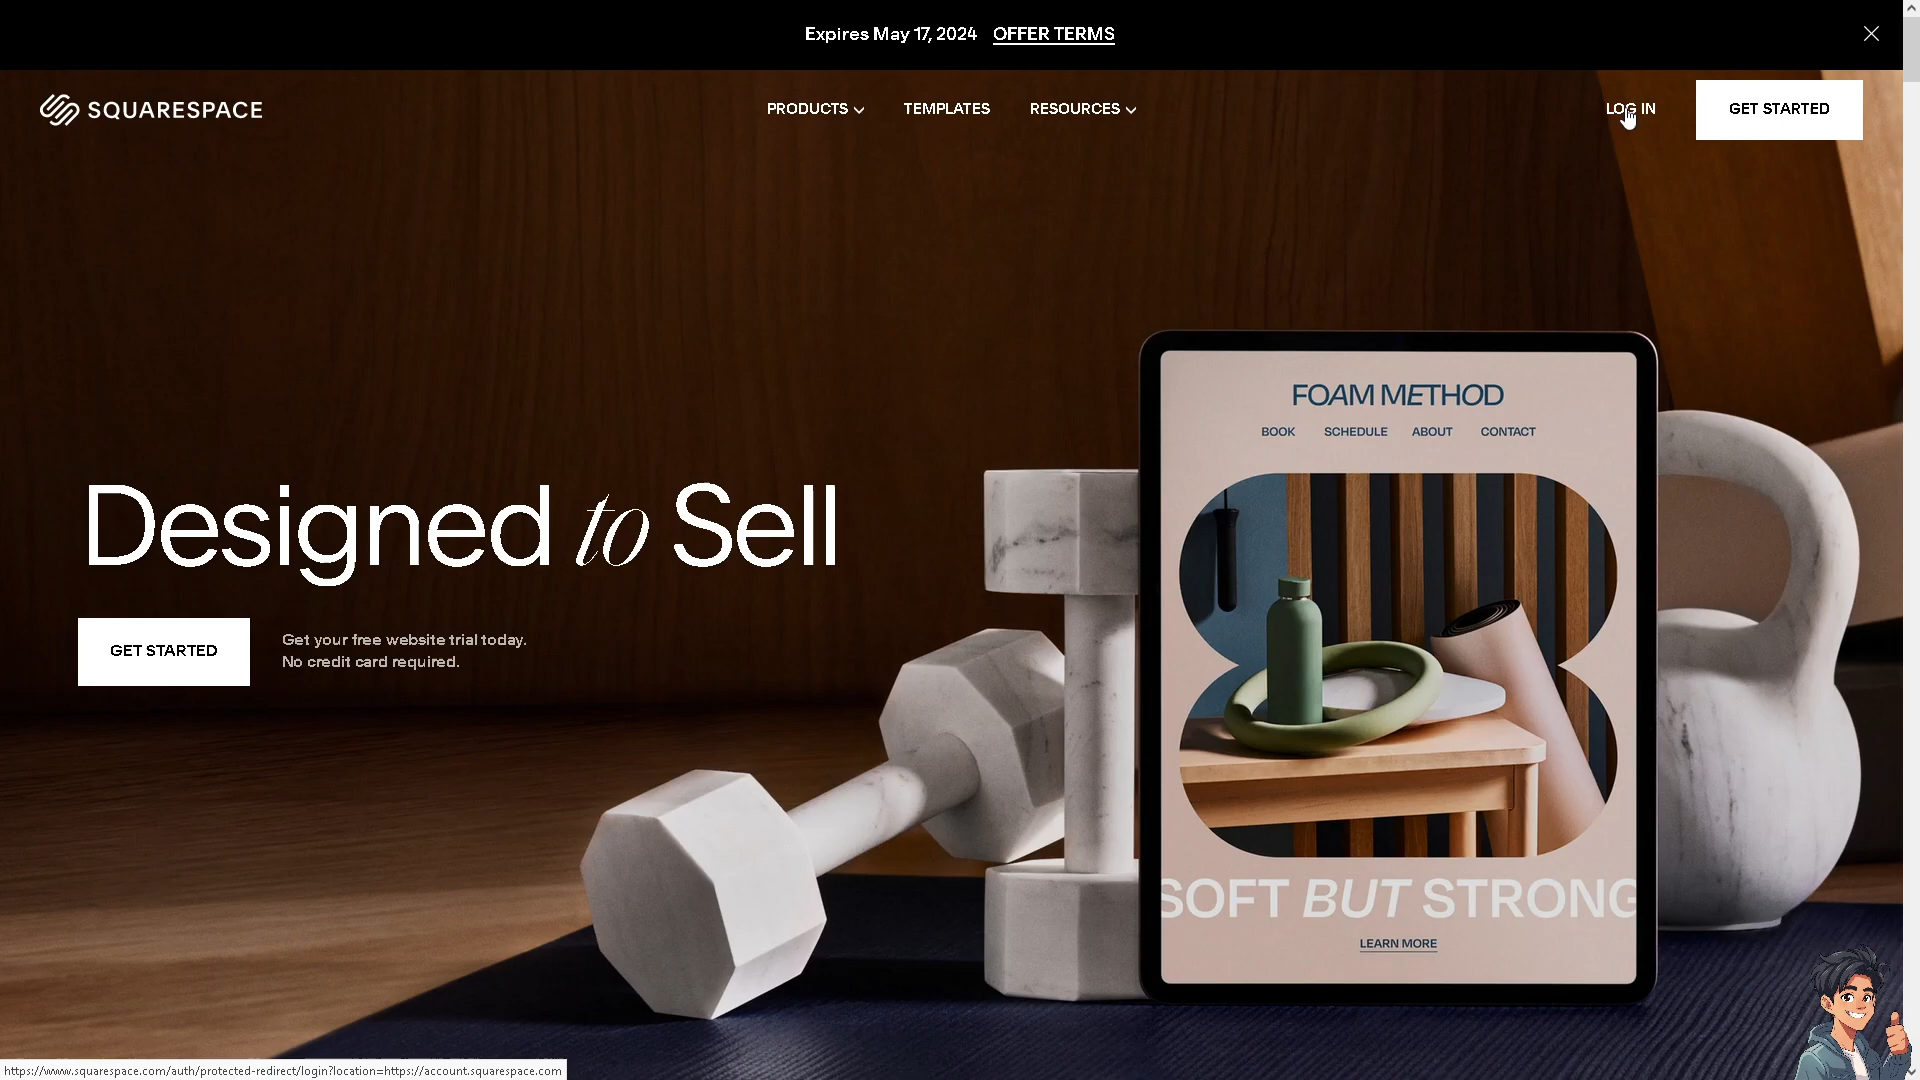 Expires May 17, 2024 OFFER TERMS
SQUARESPACE
PRODUCTS
TEMPLATES
RESOURCES
LOG IN
GET STARTED
Designed to Sell
GET STARTED
Get your free website trial today.
No credit card required.
FOAM METHOD
BOOK SCHEDULE ABOUT CONTACT
SOFT BUT STRONG
LEARN MORE
https://www.squarespace.com/auth/protected-redirect/login?location=https://account.squarespace.com